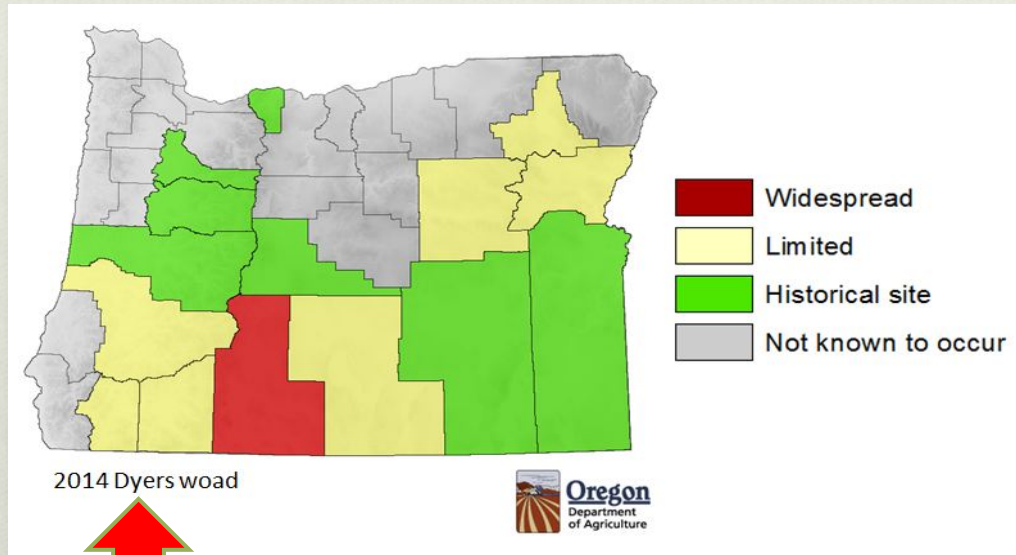 Widespread
Limited
Historical site
Not known to occur
2014 Dyers woad
Oregon
Department
of Agriculture